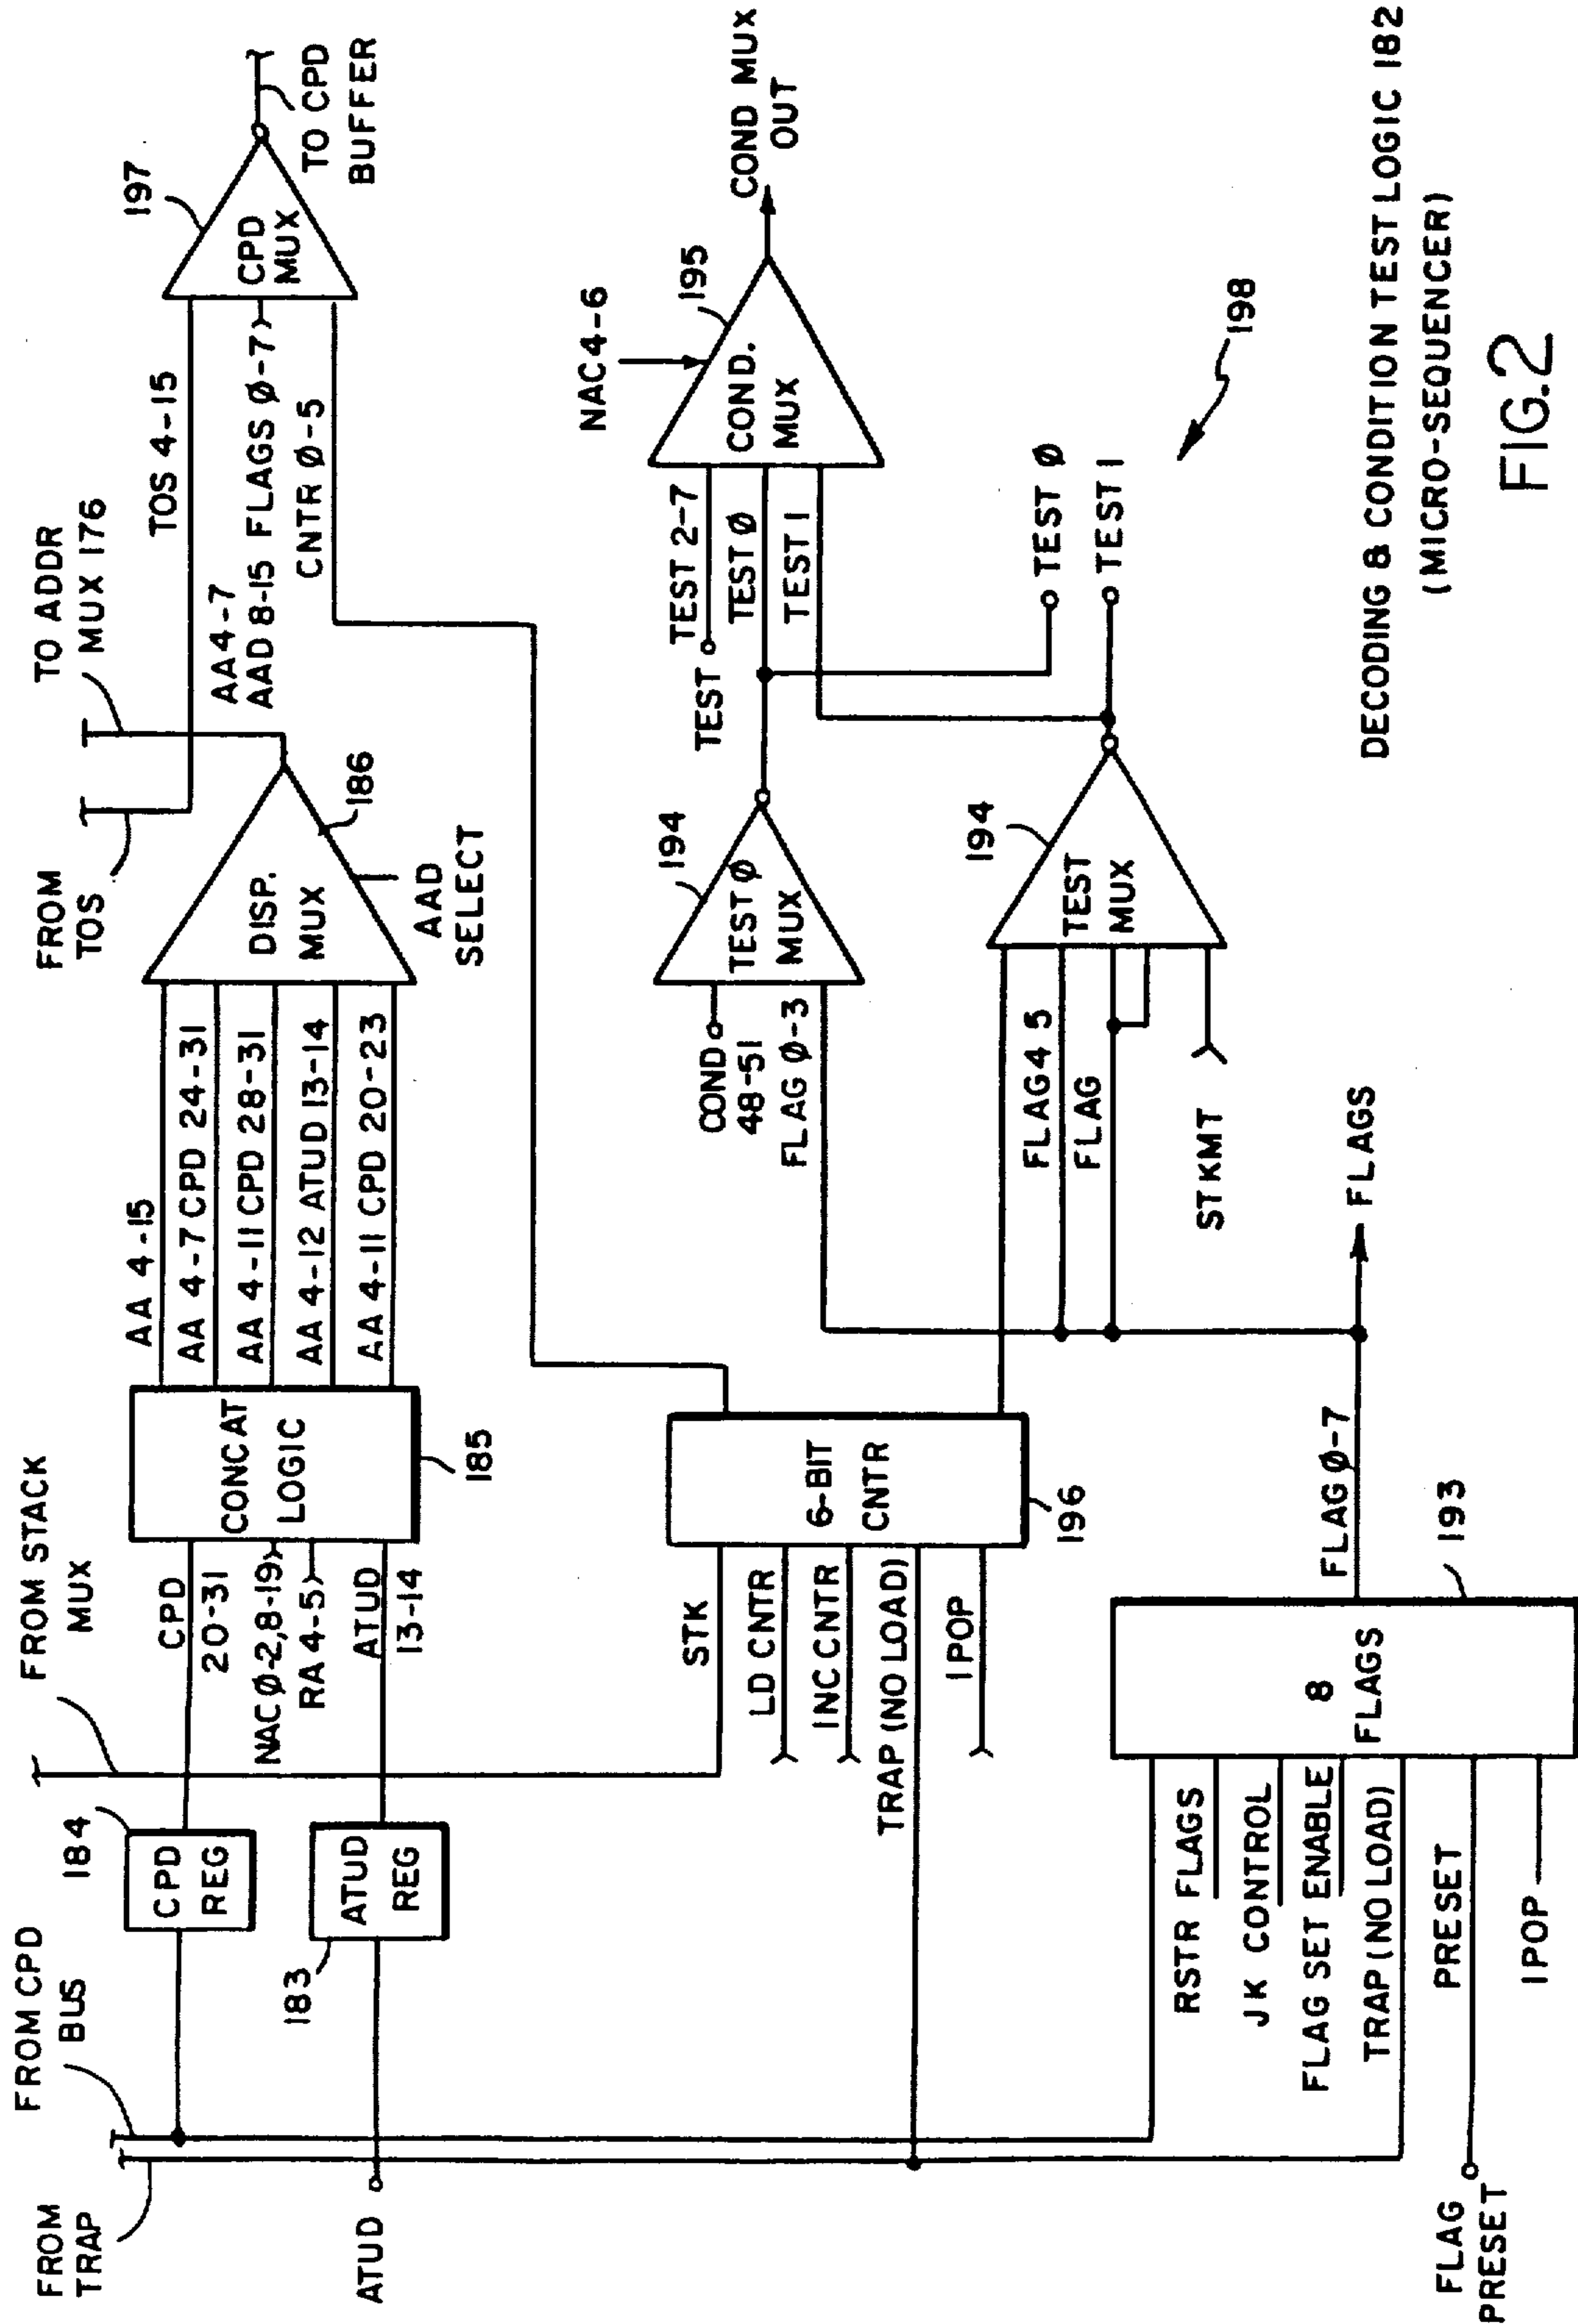 FROM
TRAP
FROM CPD
BUS
FROM STACK
MUX
FROM
TOS
TO ADDR
MUX 176
184
CPD
REG
183
ATUD
REG
ATUD
CPD
20-31
NAC Ø-2,8-19
RA 4-5
ATUD
13-14
CONCAT
LOGIC
185
AA 4-15
AA 4-7 CPD 24-31
AA 4-11 CPD 28-31
AA 4-12 ATUD 13-14
AA 4-11 CPD 20-23
DISP.
MUX
186
AAD
SELECT
TOS 4-15
AA4-7
AAD 8-15 FLAGS Ø-7
CNTR Ø-5
197
CPD
MUX
TO CPD
BUFFER
STK
LD CNTR
INC CNTR
TRAP (NO LOAD)
IPOP
6-BIT
CNTR
196
COND
48-51
FLAG Ø-3
194
TEST Ø
MUX
TEST
TEST 2-7
TEST Ø
TEST 1
NAC4-6
195
COND.
MUX
COND MUX
OUT
FLAG4 5
FLAG
STKMT
194
TEST
MUX
TEST Ø
TEST 1
198
RSTR FLAGS
JK CONTROL
FLAG SET ENABLE
TRAP (NO LOAD)
PRESET
IPOP
FLAG
PRESET
8
FLAGS
193
FLAG Ø-7
FLAGS
DECODING & CONDITION TEST LOGIC 182
(MICRO-SEQUENCER)
FIG.2